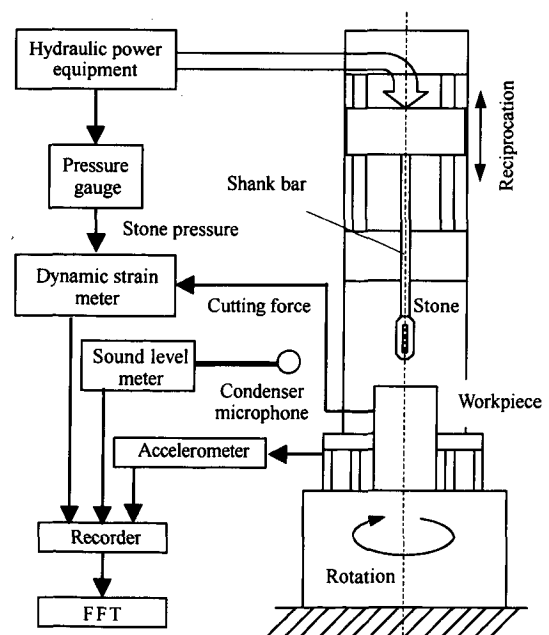 Hydraulic power
equipment
Reciprocation
Pressure
gauge
Shank bar
Stone pressure
Dynamic strain
meter
Cutting force
Stone
Sound level
meter
Condenser
microphone
Workpiece
Accelerometer
Recorder
Rotation
FFT